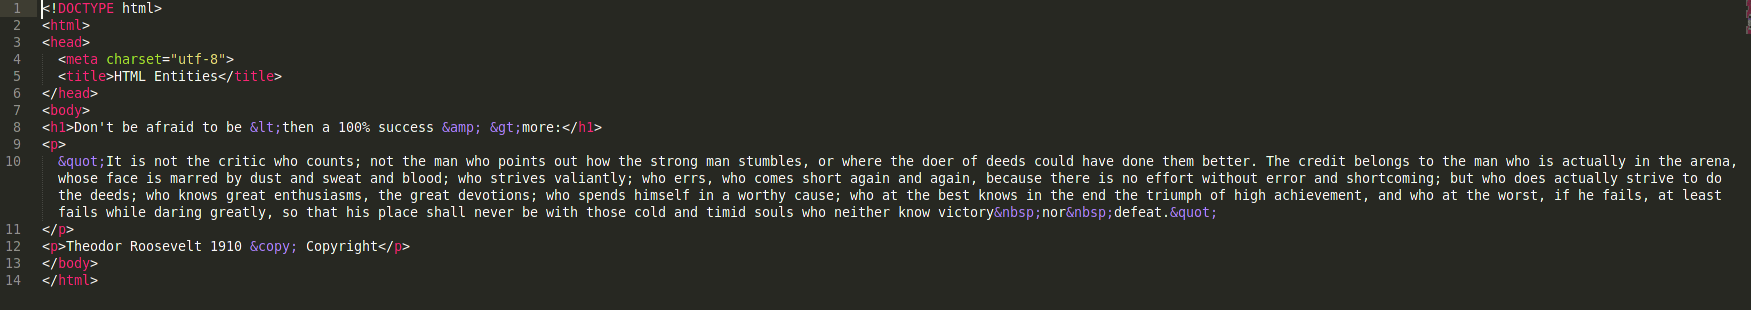 1 <!DOCTYPE html>
2 <html>
3 <head>
4 <meta charset="utf-8">
5 <title>HTML Entities</title>
6 </head>
7 <body>
8 <h1>Don't be afraid to be &lt;then a 100% success &amp; &gt;more:</h1>
9 <p>
10 &quot;It is not the critic who counts; not the man who points out how the strong man stumbles, or where the doer of deeds could have done them better. The credit belongs to the man who is actually in the arena,
whose face is marred by dust and sweat and blood; who strives valiantly; who errs, who comes short again and again, because there is no effort without error and shortcoming; but who does actually strive to do
the deeds; who knows great enthusiasms, the great devotions; who spends himself in a worthy cause; who at the best knows in the end the triumph of high achievement, and who at the worst, if he fails, at least
fails while daring greatly, so that his place shall never be with those cold and timid souls who neither know victory&nbsp;nor&nbsp;defeat.&quot;
11 </p>
12 <p>Theodor Roosevelt 1910 &copy; Copyright</p>
13 </body>
14 </html>